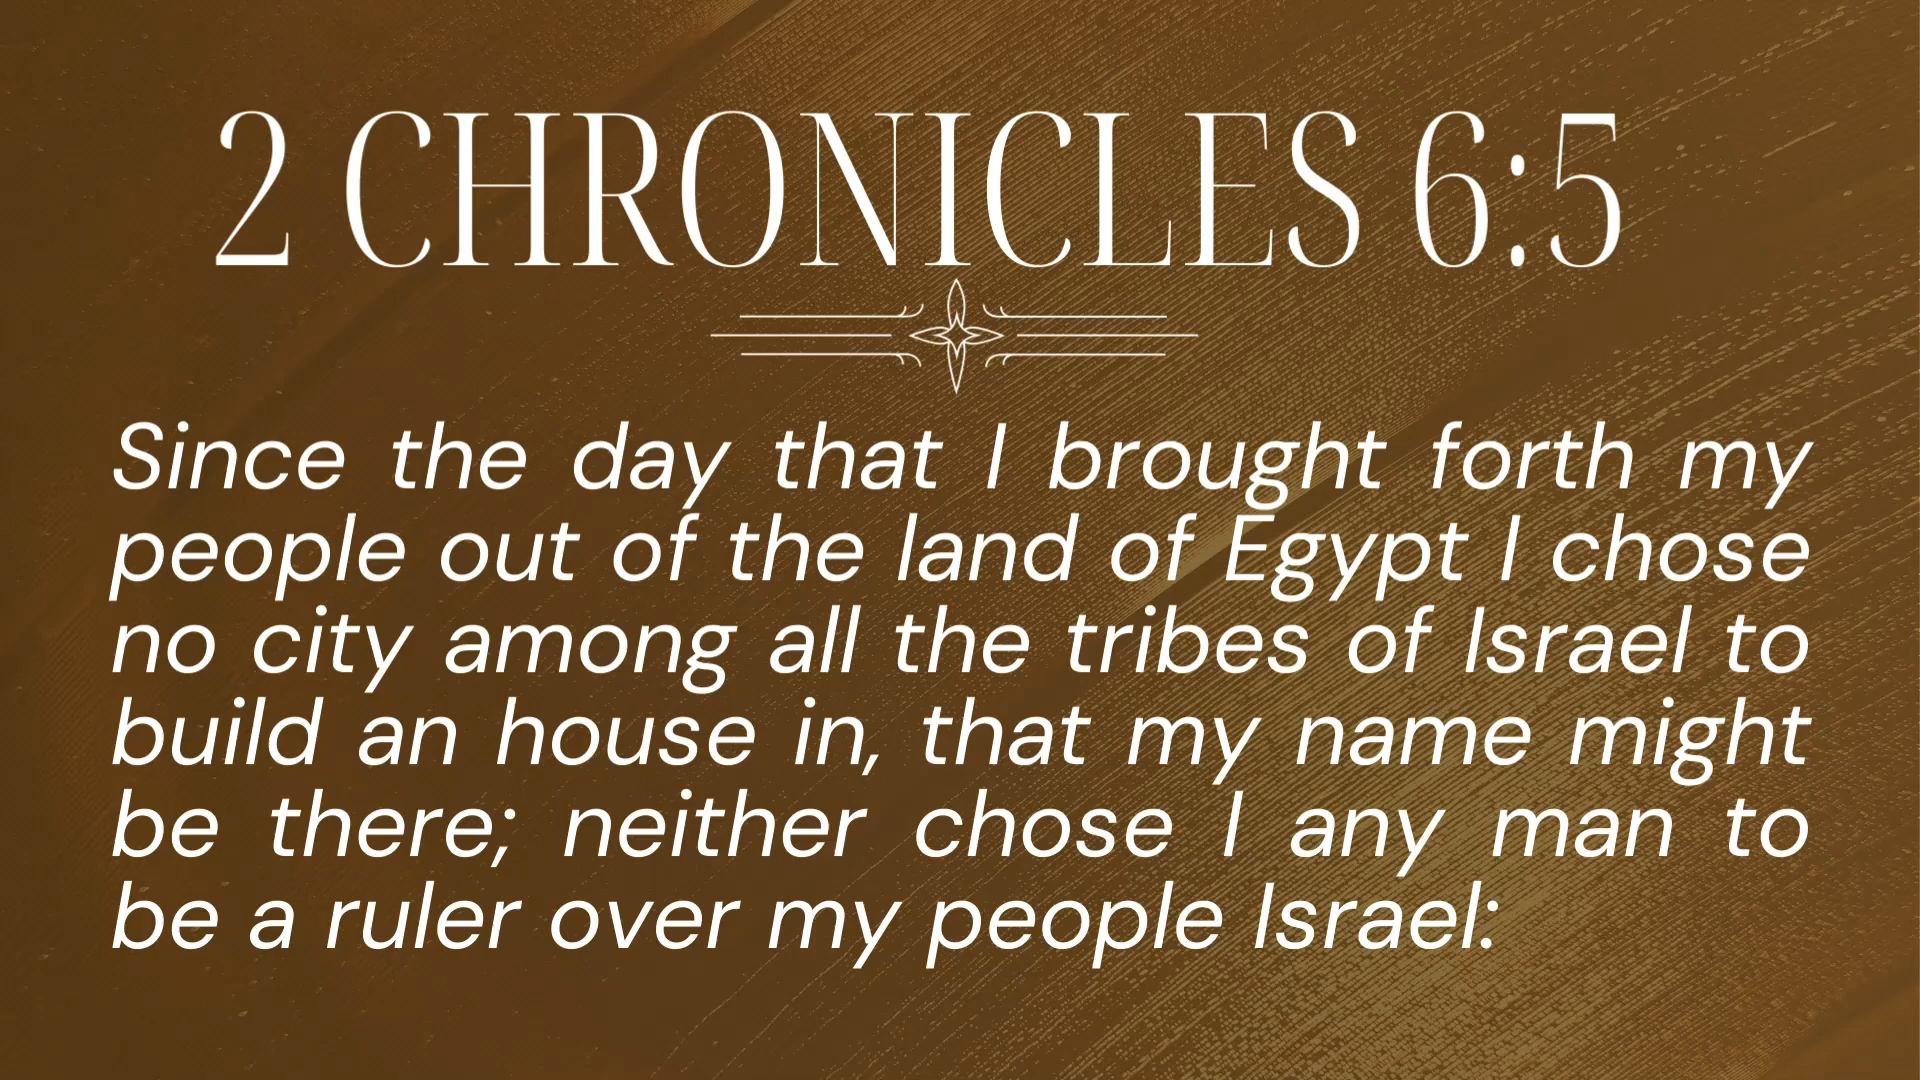 2 CHRONICLES 6:5
Since the day that I brought forth my
people out of the land of Egypt I chose
no city among all the tribes of Israel to
build an house in, that my name might
be there; neither chose I any man to
be a ruler over my people Israel: